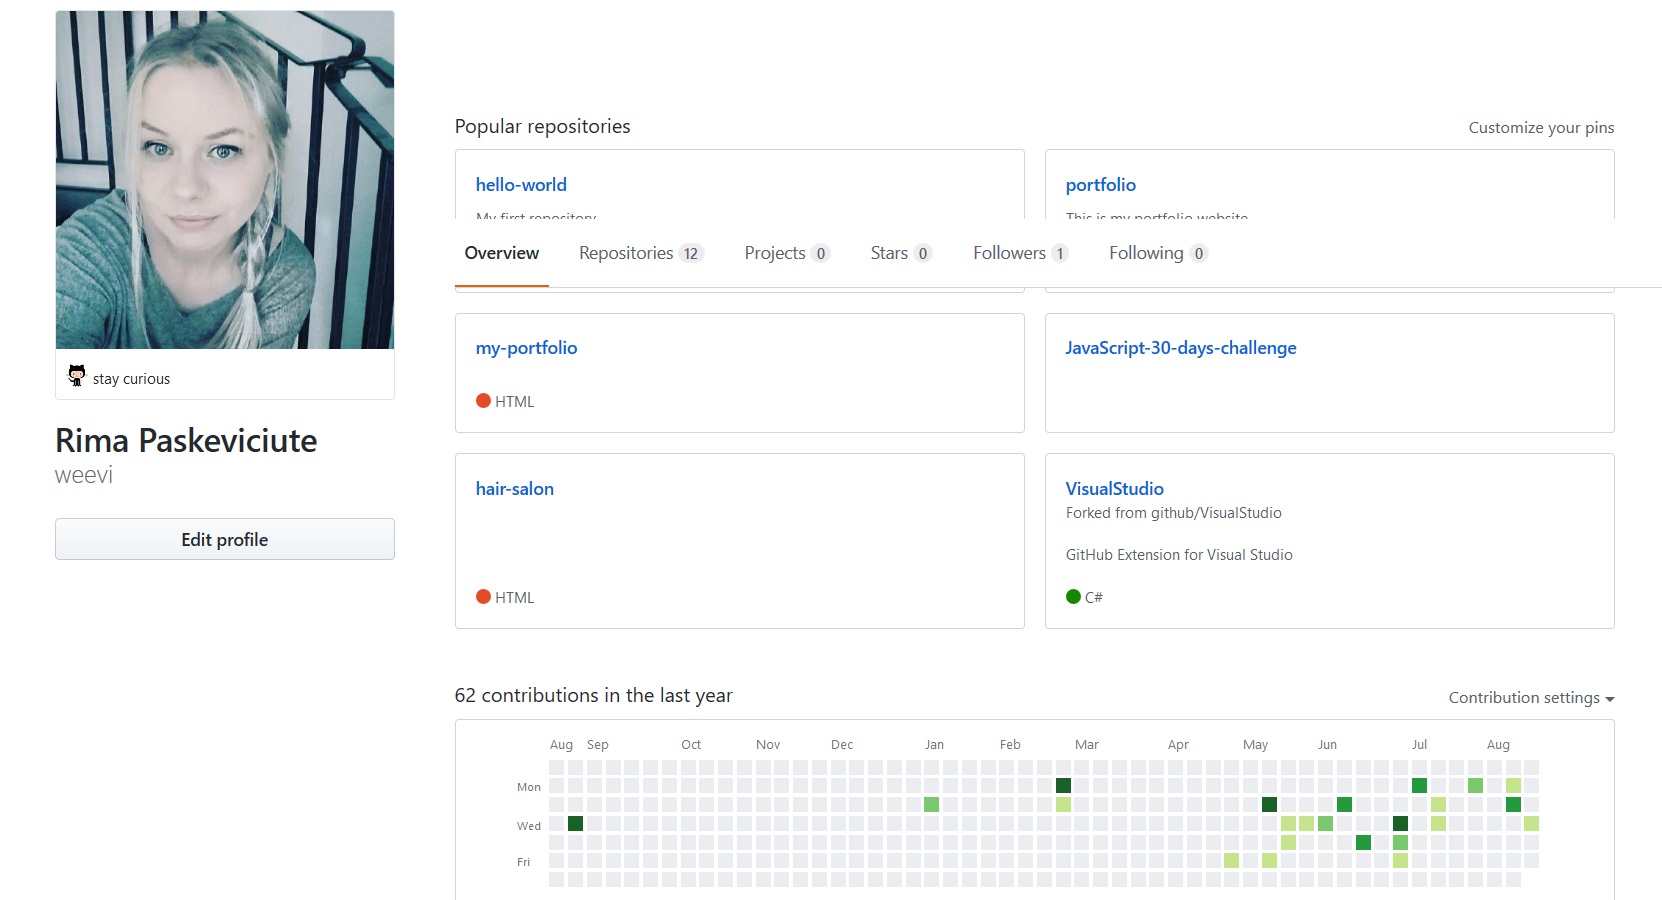 Popular repositories
Customize your pins
hello-world
My first repository
portfolio
This is my portfolio website
Overview
Repositories 12
Projects 0
Stars 0
Followers 1
Following 0
my-portfolio
HTML
JavaScript-30-days-challenge
stay curious
Rima Paskeviciute
weevi
Edit profile
hair-salon
HTML
VisualStudio
Forked from github/VisualStudio
GitHub Extension for Visual Studio
C#
62 contributions in the last year
Contribution settings
Aug Sep Oct Nov Dec Jan Feb Mar Apr May Jun Jul Aug
Mon
Wed
Fri